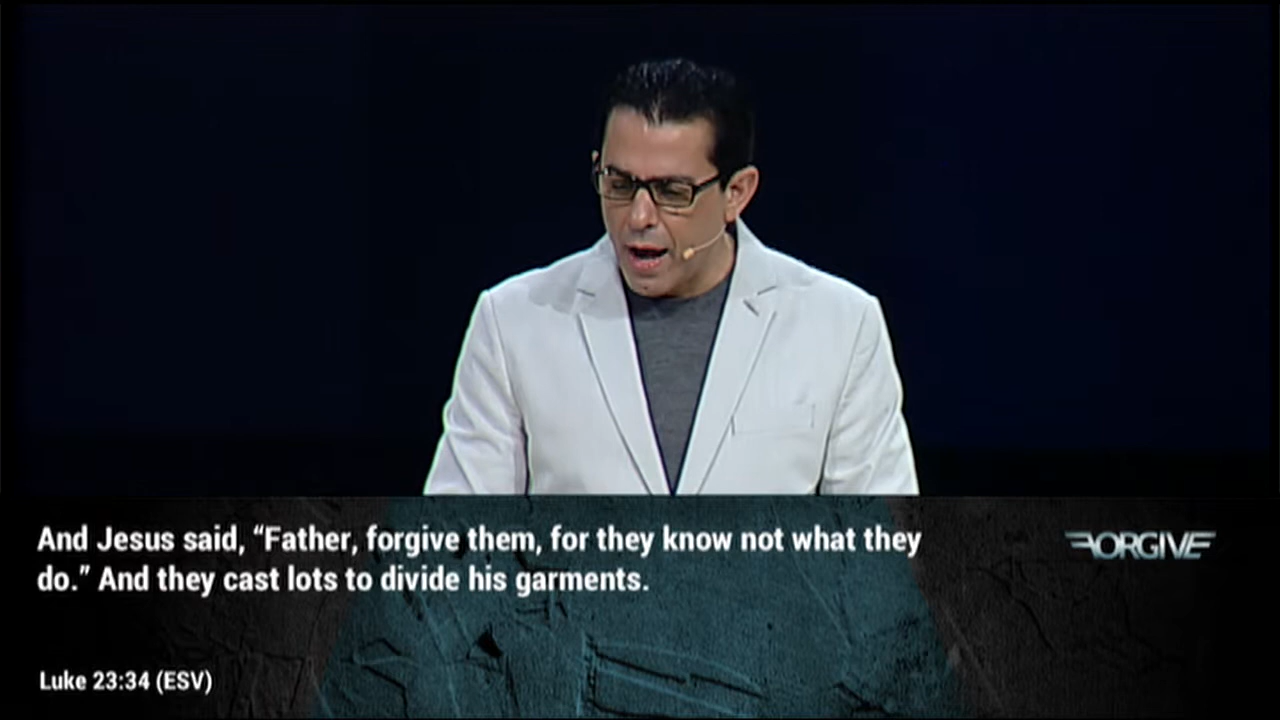 And Jesus said, “Father, forgive them, for they know not what they
do.” And they cast lots to divide his garments.
FORGIVE
Luke 23:34 (ESV)